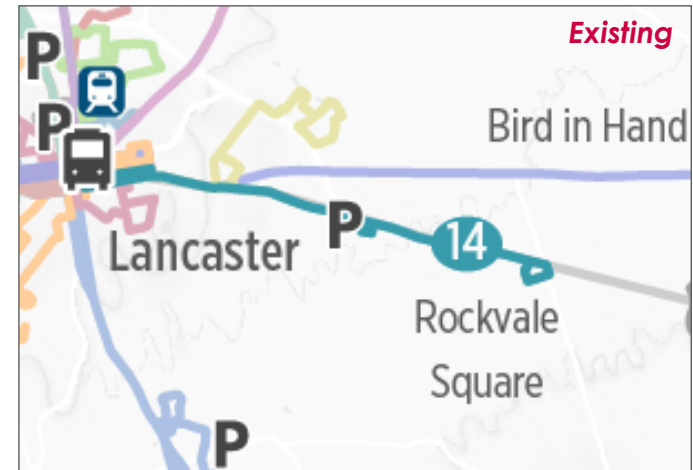 Existing
P
P
Bird in Hand
Lancaster
P
14
Rockvale
Square
P